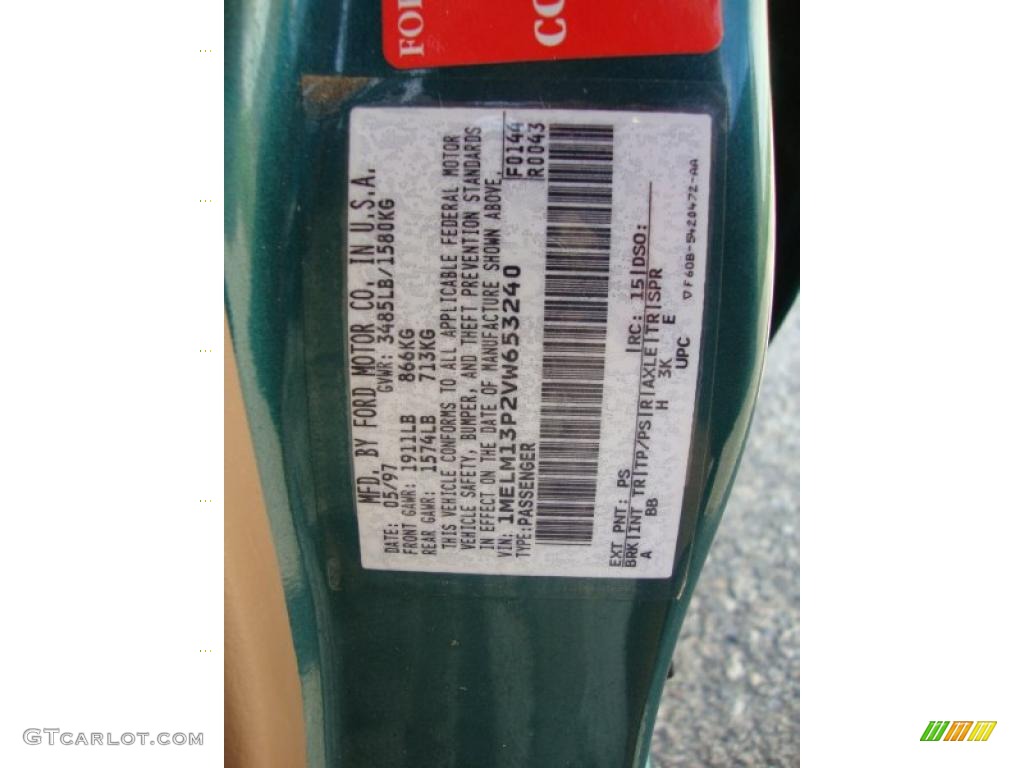 FOR
CO
MFD. BY FORD MOTOR CO. IN U.S.A.
DATE: 05/97 GVWR: 3485LB/1580KG
FRONT GAWR: 1911LB 866KG
REAR GAWR: 1574LB 713KG
THIS VEHICLE CONFORMS TO ALL APPLICABLE FEDERAL MOTOR
VEHICLE SAFETY, BUMPER, AND THEFT PREVENTION STANDARDS
IN EFFECT ON THE DATE OF MANUFACTURE SHOWN ABOVE.
VIN: 1MELM13P2VW653240 F0144
TYPE: PASSENGER R0043
EXT PNT: PS RC: 15 DSO:
BRK INT TR TP/PS R AXLE TR SPR
A BB H 3K E
UPC
▽F60B-5420472-AA
GTCARLOT.COM